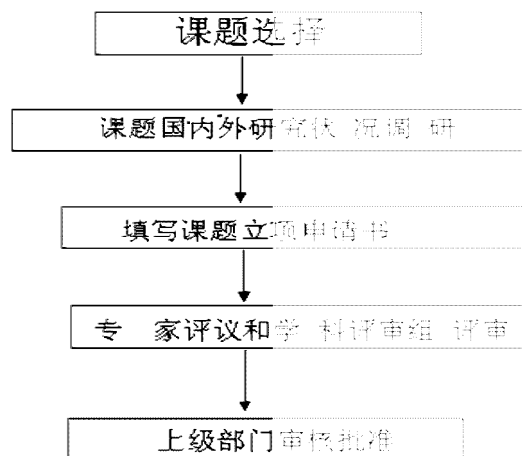 课题选择
课题国内外研究状 况调 研
填写课题立项申请书
专 家评议和学 科评审组 评审
上级部门审核批准